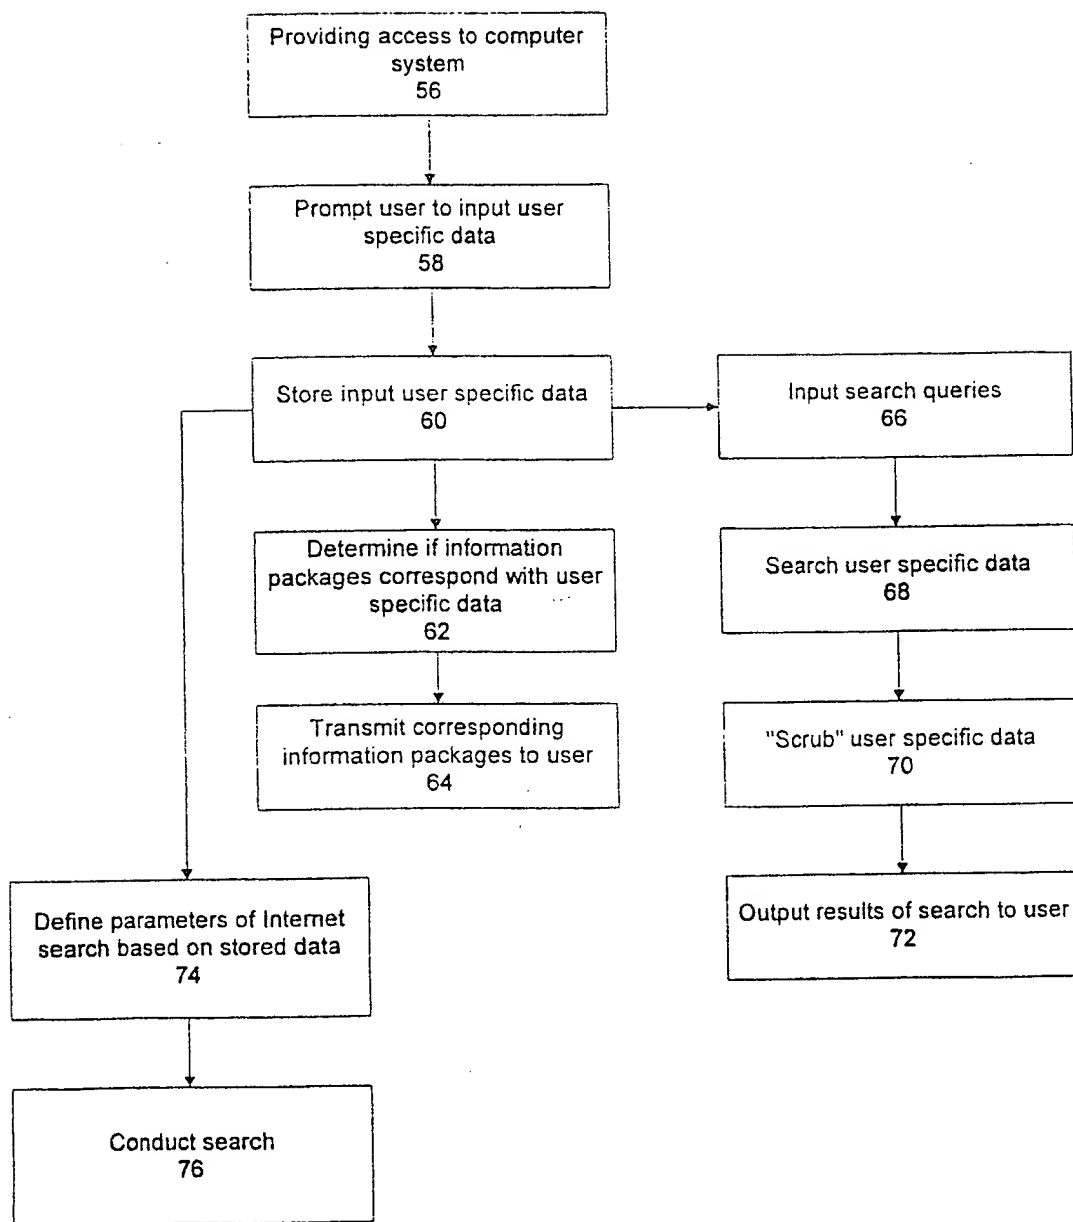 Providing access to computer
system
56
Prompt user to input user
specific data
58
Store input user specific data
60
Input search queries
66
Determine if information
packages correspond with user
specific data
62
Search user specific data
68
Transmit corresponding
information packages to user
64
"Scrub" user specific data
70
Define parameters of Internet
search based on stored data
74
Output results of search to user
72
Conduct search
76